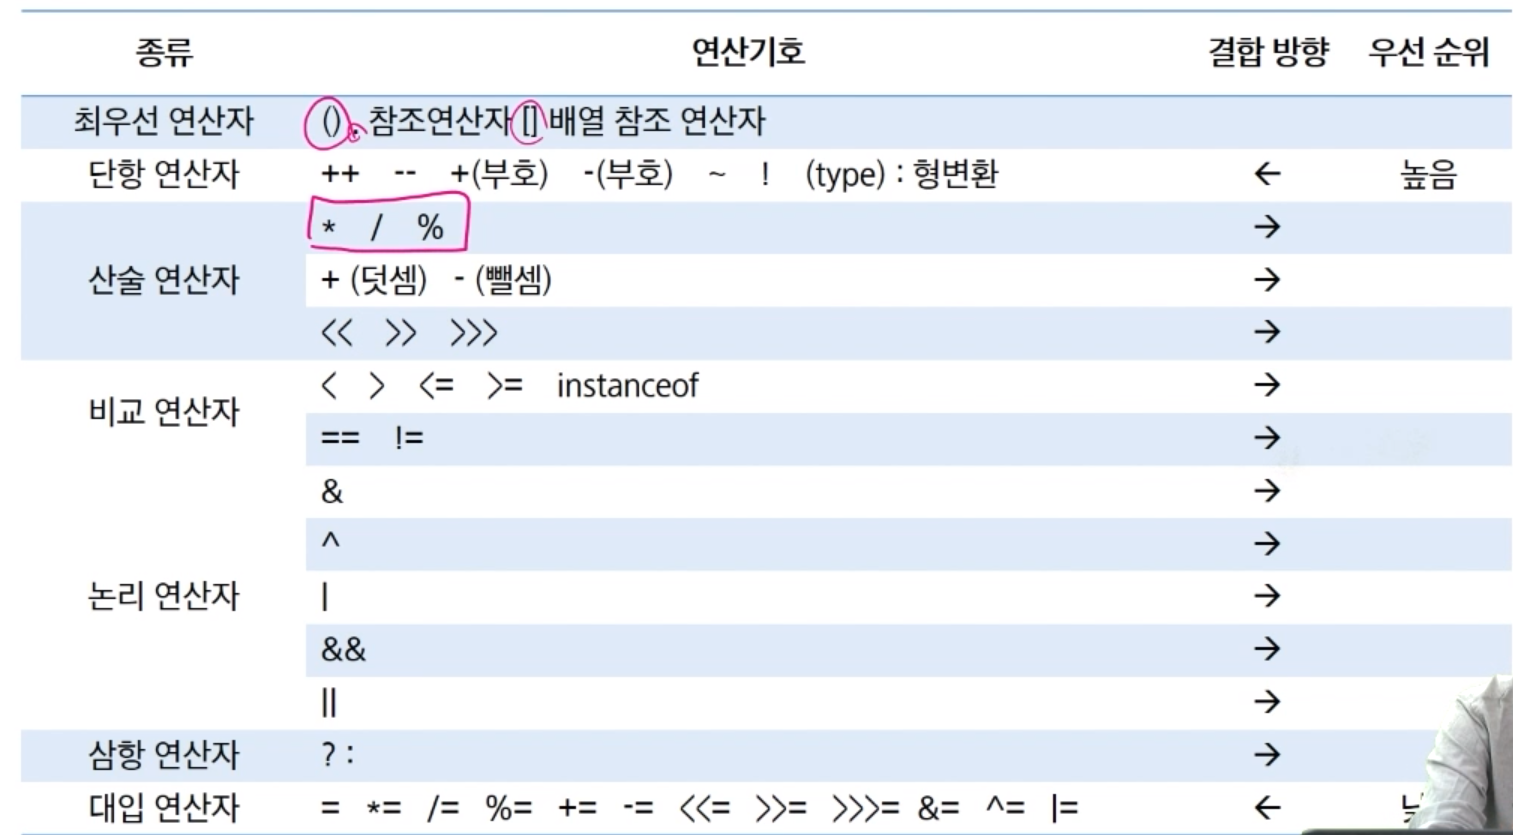 종류 연산기호 결합 방향 우선 순위
최우선 연산자 () . 참조연산자 [] 배열 참조 연산자
단항 연산자 ++ -- +(부호) -(부호) ~ ! (type) : 형변환 ← 높음
* / % →
산술 연산자 + (덧셈) - (뺄셈) →
<< >> >>> →
비교 연산자 < > <= >= instanceof →
== != →
& →
^ →
논리 연산자 | →
&& →
|| →
삼항 연산자 ? : →
대입 연산자 = *= /= %= += -= <<= >>= >>>= &= ^= |= ←